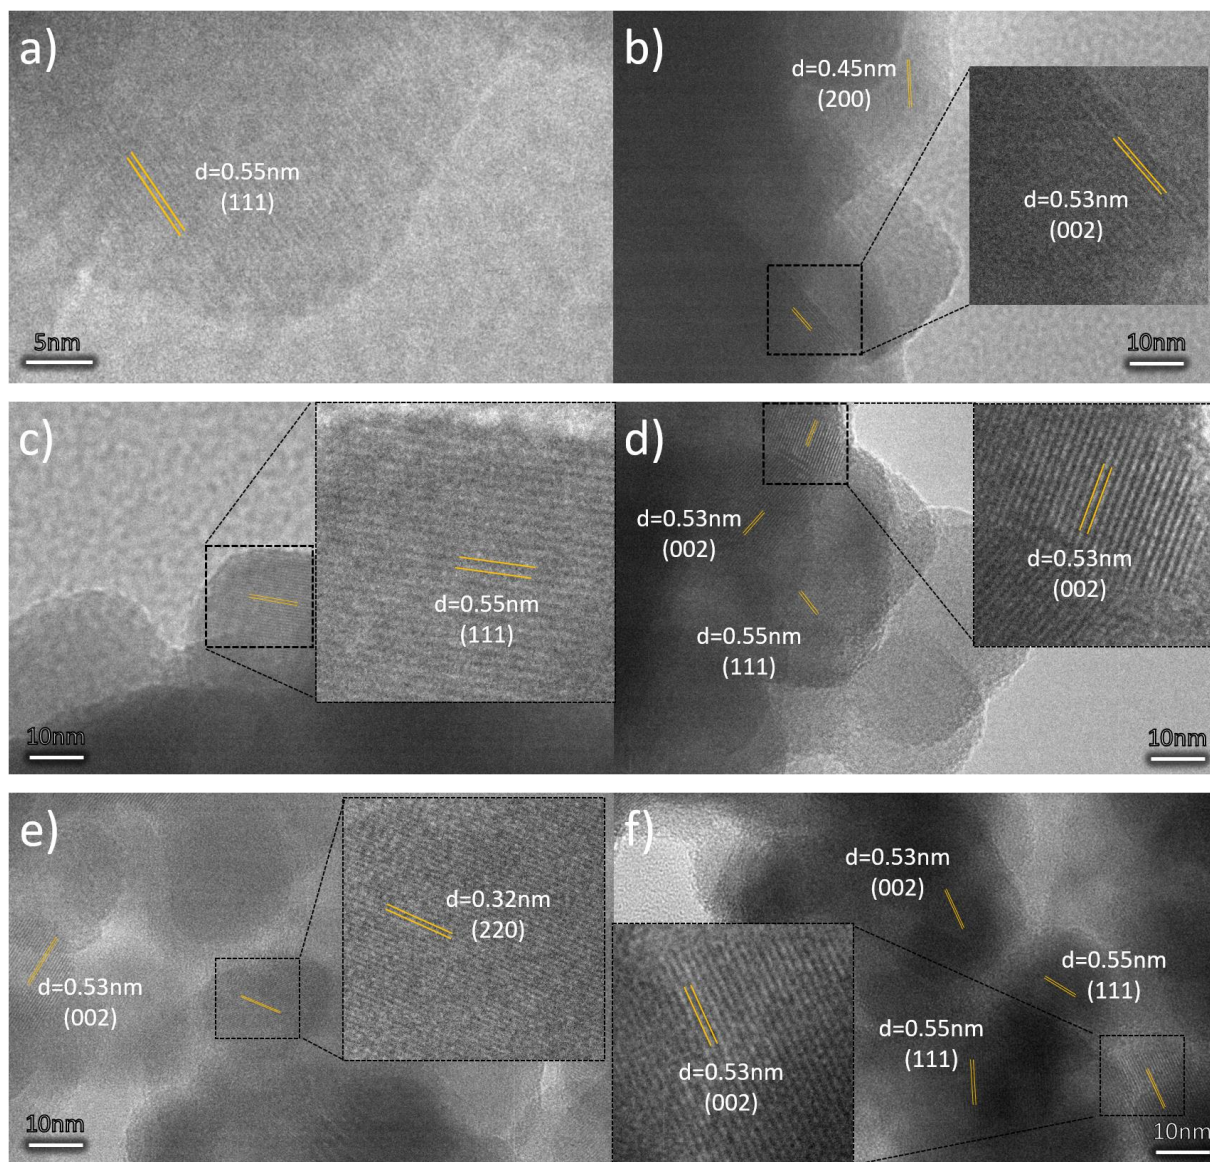 a)
d=0.55nm
(111)
5nm
b)
d=0.45nm
(200)
d=0.53nm
(002)
10nm
c)
d=0.55nm
(111)
10nm
d)
d=0.53nm
(002)
d=0.55nm
(111)
d=0.53nm
(002)
10nm
e)
d=0.53nm
(002)
d=0.32nm
(220)
10nm
f)
d=0.53nm
(002)
d=0.55nm
(111)
d=0.55nm
(111)
d=0.53nm
(002)
10nm